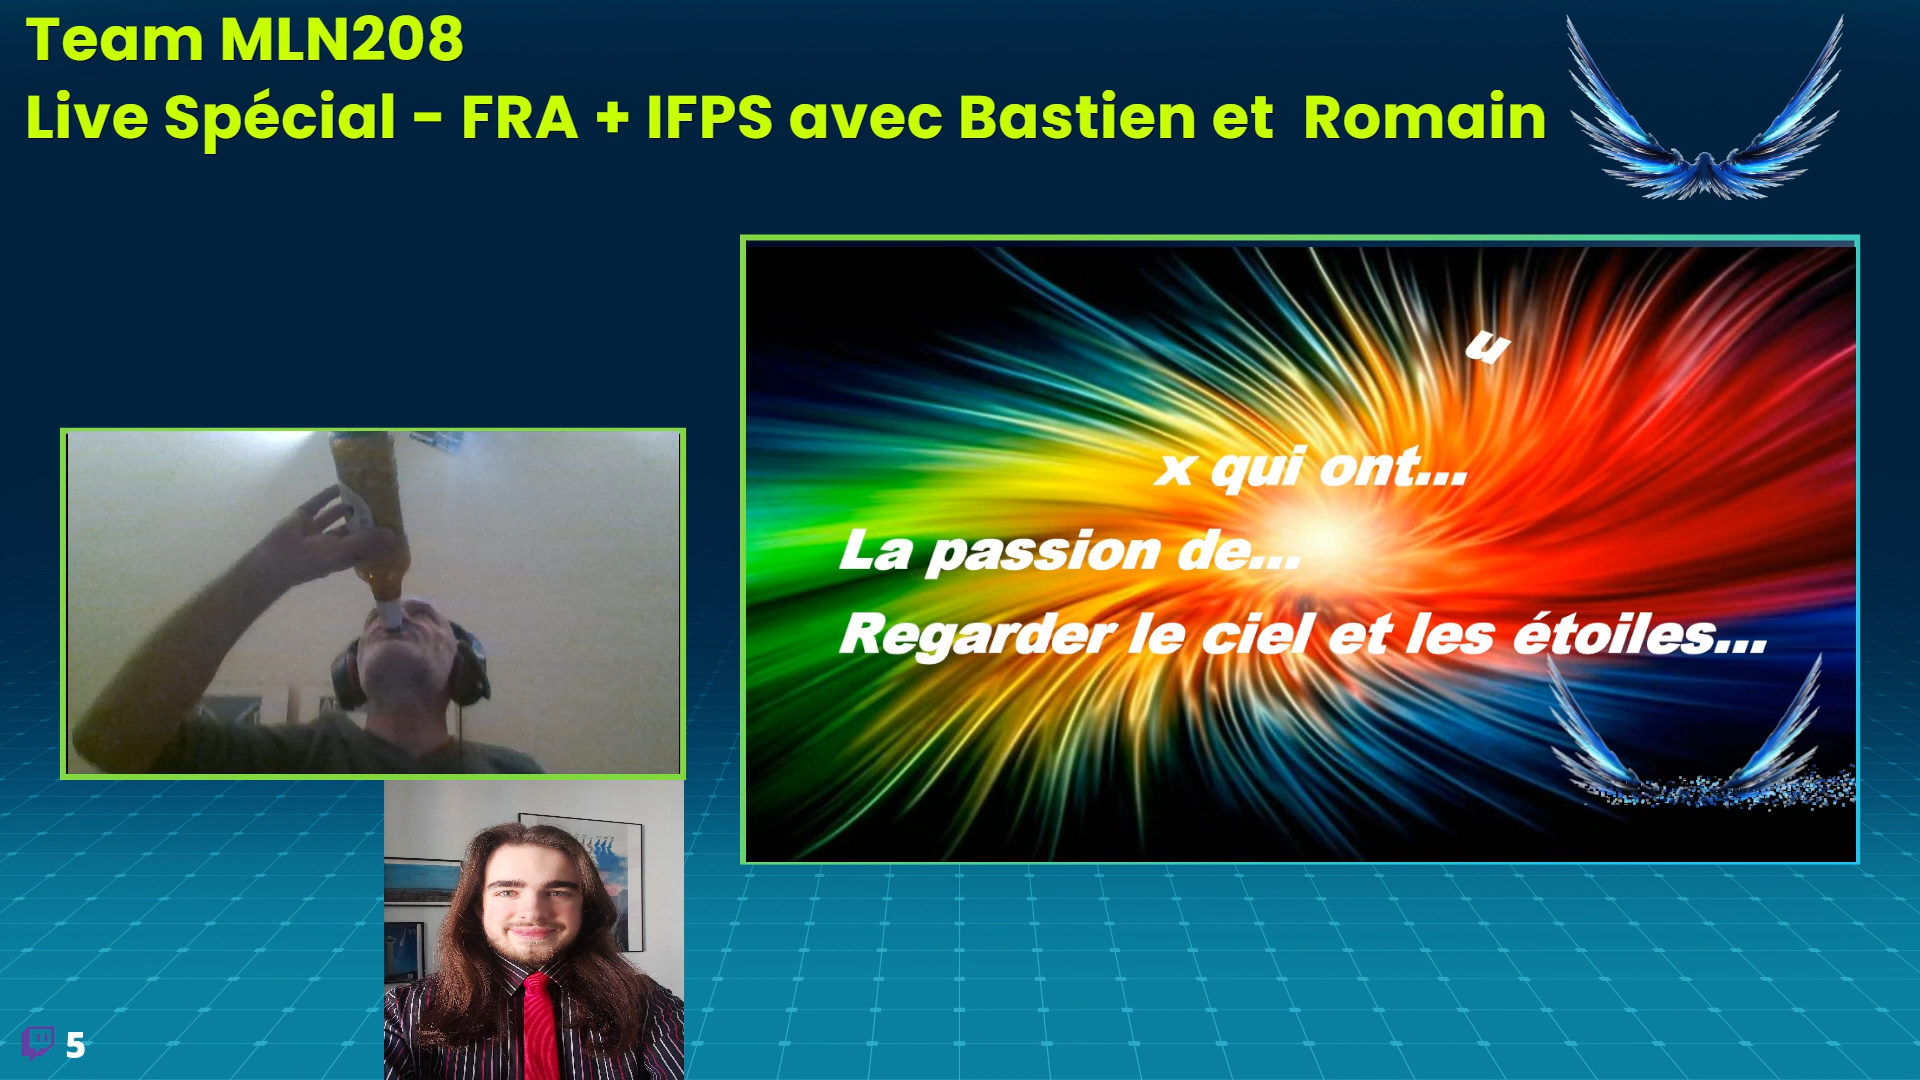 Team MLN208
Live Spécial - FRA + IFPS avec Bastien et Romain
u
x qui ont...
La passion de...
Regarder le ciel et les étoiles...
5